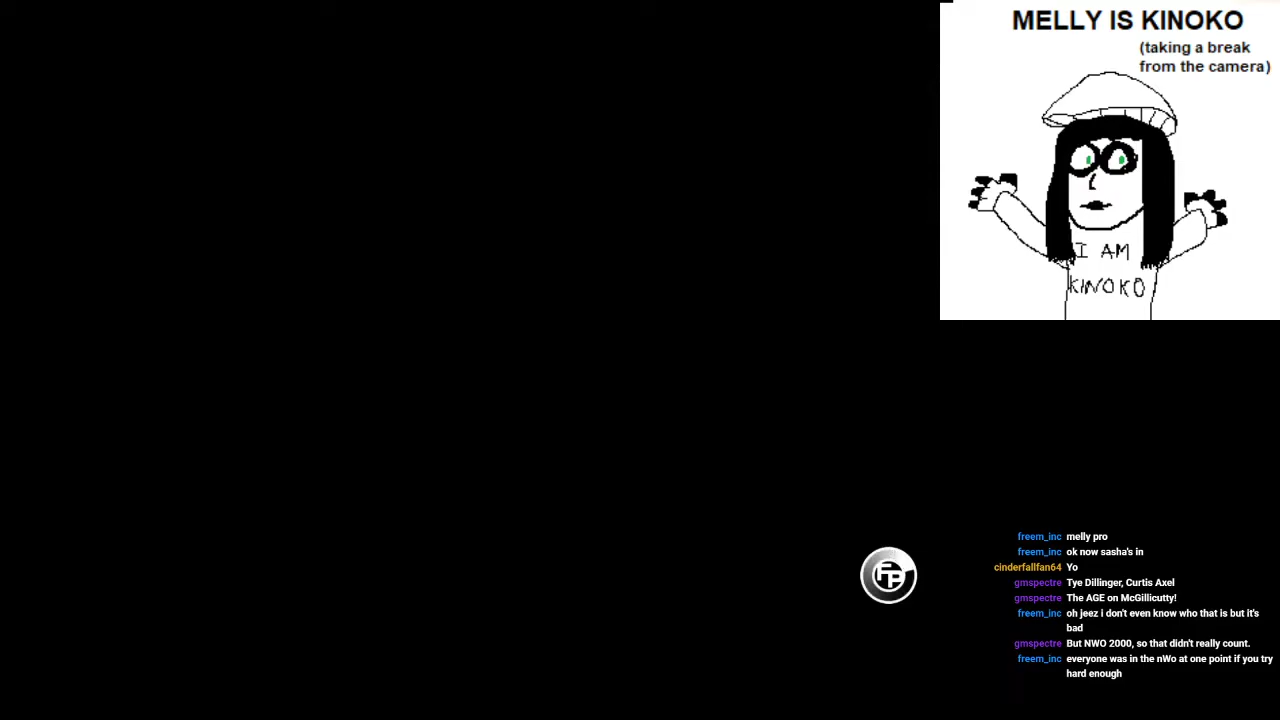 MELLY IS KINOKO
(taking a break
from the camera)
I AM
KINOKO
FP
freem_inc melly pro
freem_inc ok now sasha's in
cinderfallfan64 Yo
gmspectre Tye Dillinger, Curtis Axel
gmspectre The AGE on McGillicutty!
freem_inc oh jeez i don't even know who that is but it's
bad
gmspectre But NWO 2000, so that didn't really count.
freem_inc everyone was in the nWo at one point if you try
hard enough